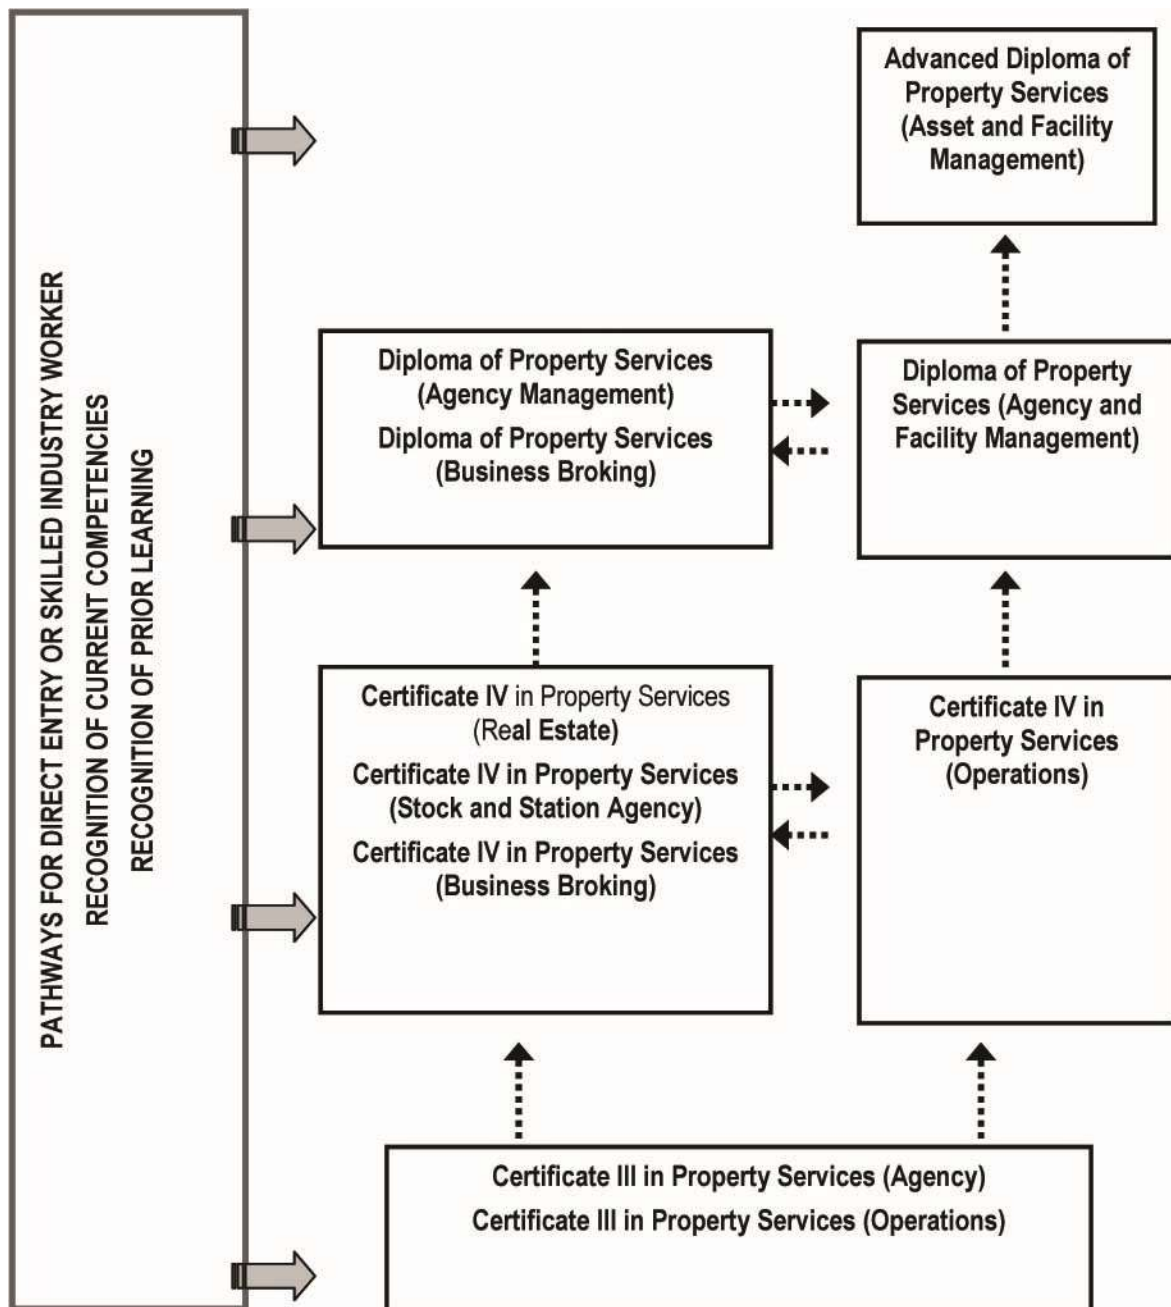 PATHWAYS FOR DIRECT ENTRY OR SKILLED INDUSTRY WORKER
RECOGNITION OF CURRENT COMPETENCIES
RECOGNITION OF PRIOR LEARNING
Advanced Diploma of
Property Services
(Asset and Facility
Management)
Diploma of Property Services
(Agency Management)
Diploma of Property Services
(Business Broking)
Diploma of Property
Services (Agency and
Facility Management)
Certificate IV in Property Services
(Real Estate)
Certificate IV in Property Services
(Stock and Station Agency)
Certificate IV in Property Services
(Business Broking)
Certificate IV in
Property Services
(Operations)
Certificate III in Property Services (Agency)
Certificate III in Property Services (Operations)